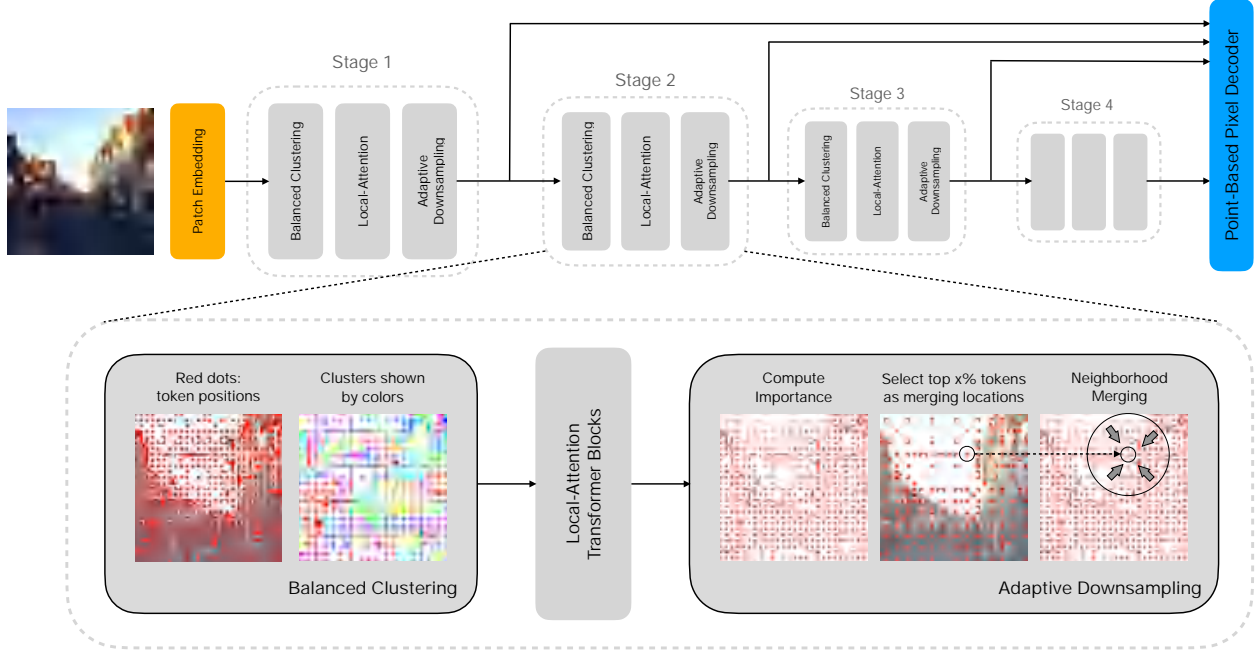 Stage 1
Stage 2
Stage 3
Stage 4
Patch Embedding
Balanced Clustering
Local-Attention
Adaptive
Downsampling
Balanced Clustering
Local-Attention
Adaptive
Downsampling
Balanced Clustering
Local-Attention
Adaptive
Downsampling
Point-Based Pixel Decoder
Red dots:
token positions
Clusters shown
by colors
Balanced Clustering
Local-Attention
Transformer Blocks
Compute
Importance
Select top x% tokens
as merging locations
Neighborhood
Merging
Adaptive Downsampling